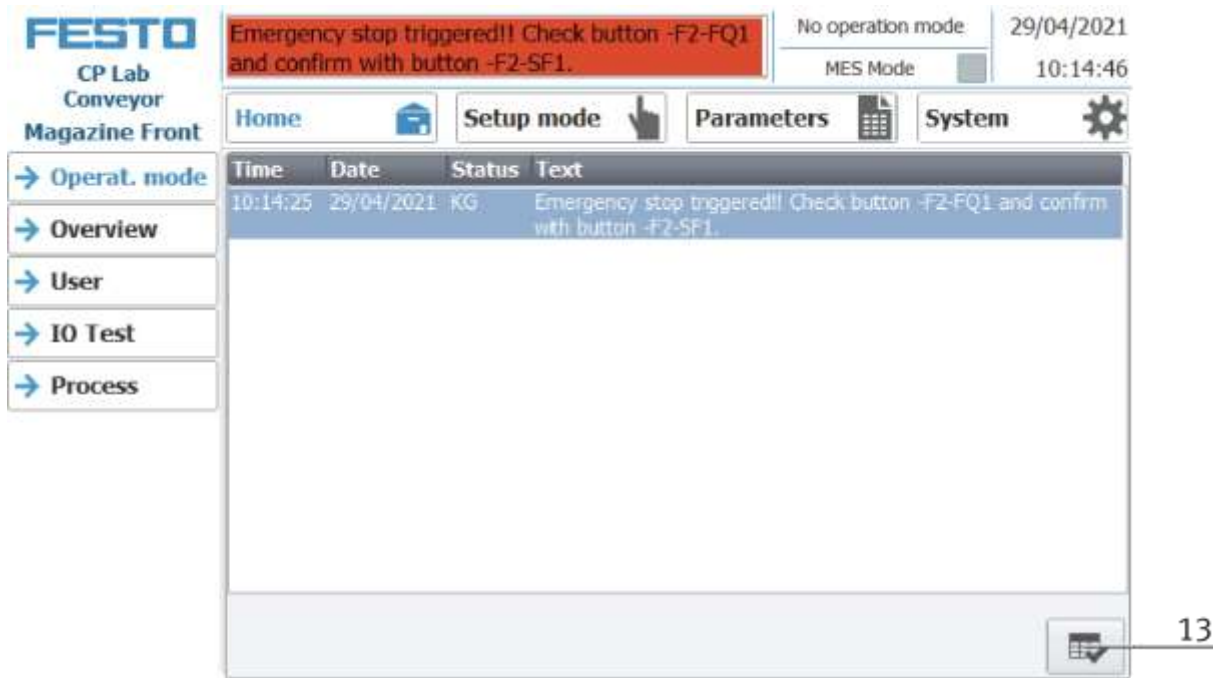 FESTO
CP Lab
Conveyor
Magazine Front
Emergency stop triggered!! Check button -F2-FQ1
and confirm with button -F2-SF1.
No operation mode
MES Mode
29/04/2021
10:14:46
Home
Setup mode
Parameters
System
Operat. mode
Overview
User
IO Test
Process
Time Date Status Text
10:14:25 29/04/2021 KG Emergency stop triggered!! Check button -F2-FQ1 and confirm
with button -F2-SF1.
13